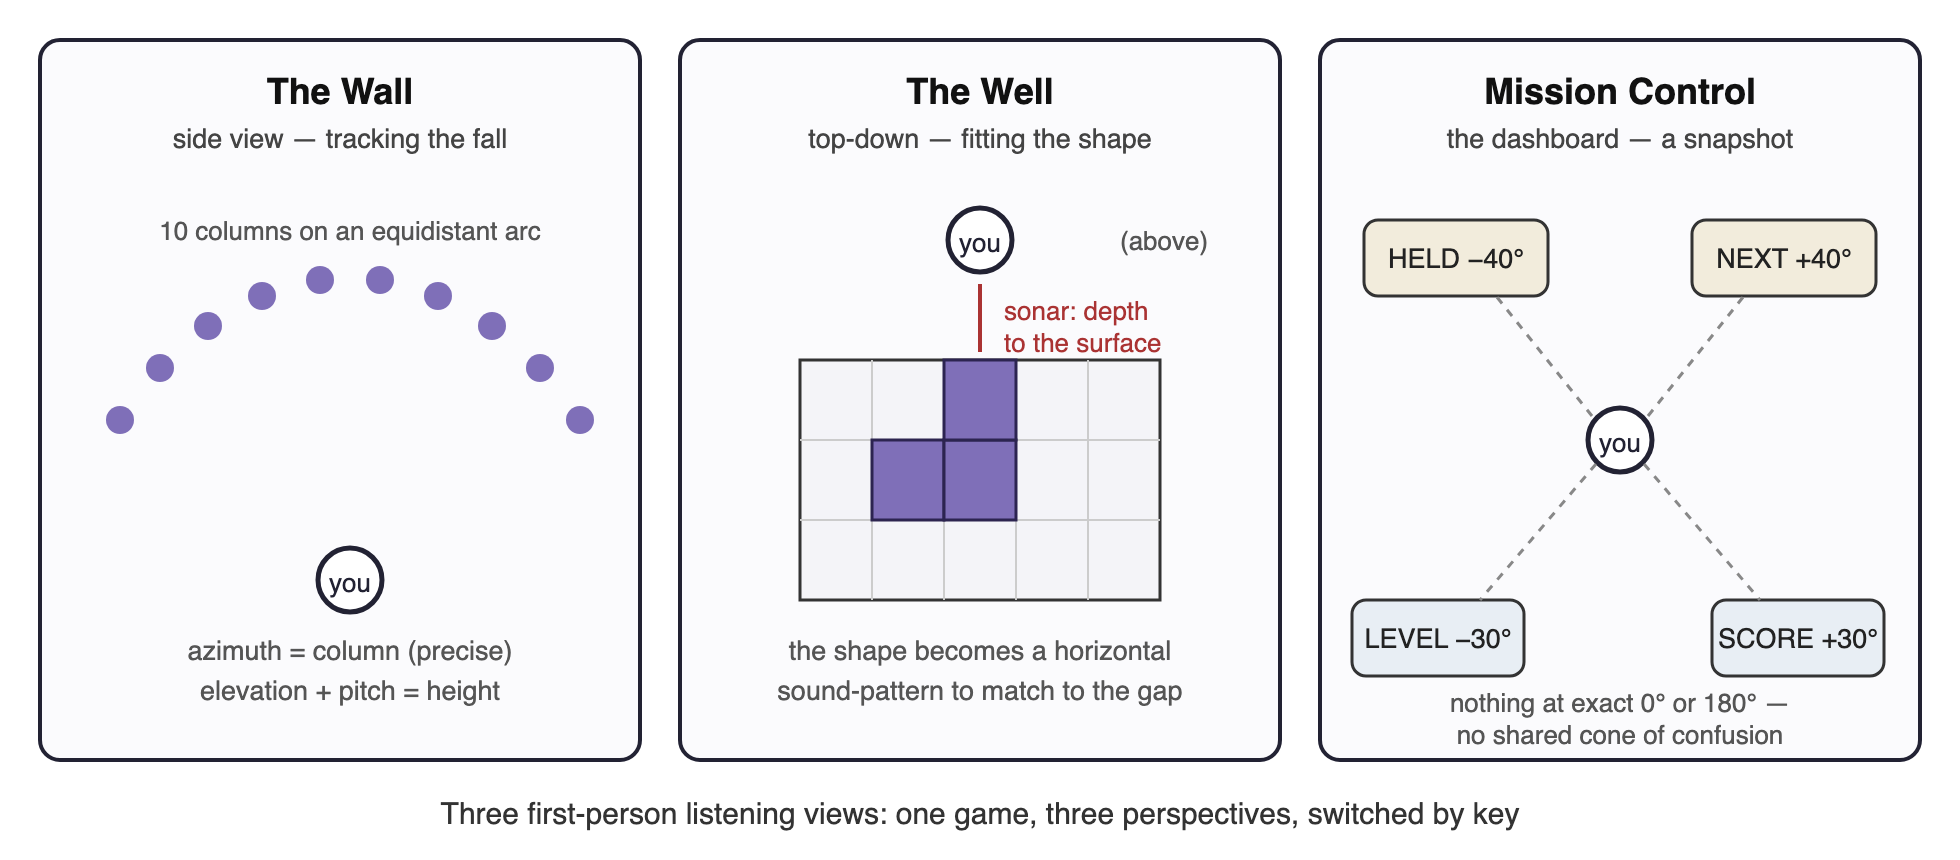 The Wall
side view — tracking the fall
10 columns on an equidistant arc
you
azimuth = column (precise)
elevation + pitch = height
The Well
top-down — fitting the shape
you
(above)
sonar: depth
to the surface
the shape becomes a horizontal
sound-pattern to match to the gap
Mission Control
the dashboard — a snapshot
HELD −40°
NEXT +40°
you
LEVEL −30°
SCORE +30°
nothing at exact 0° or 180° —
no shared cone of confusion
Three first-person listening views: one game, three perspectives, switched by key